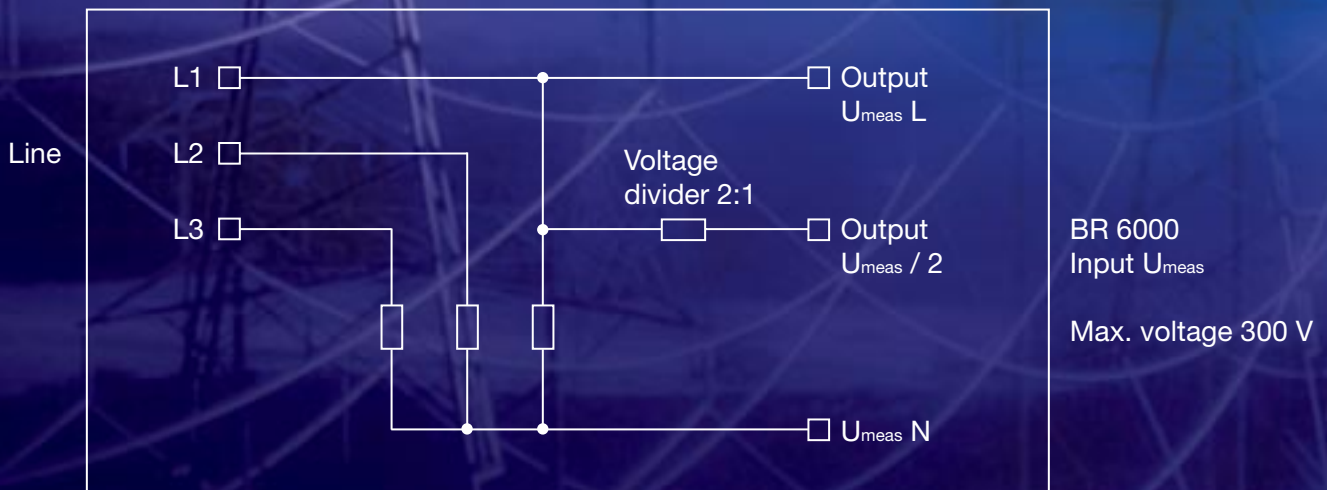 L1
Output
Umeas L
Line
L2
Voltage
divider 2:1
L3
Output
Umeas / 2
BR 6000
Input Umeas
Max. voltage 300 V
Umeas N